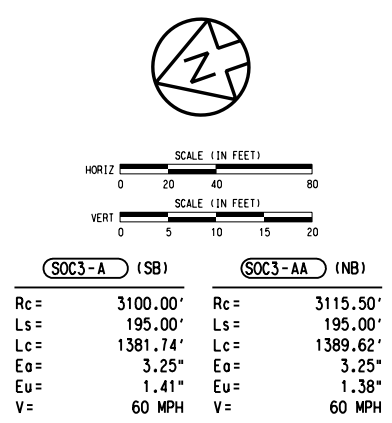 N
SCALE (IN FEET)
HORIZ
0 20 40 80
SCALE (IN FEET)
VERT
0 5 10 15 20
SOC3-A (SB) SOC3-AA (NB)
Rc= 3100.00' Rc= 3115.50'
Ls= 195.00' Ls= 195.00'
Lc= 1381.74' Lc= 1389.62'
Ea= 3.25" Ea= 3.25"
Eu= 1.41" Eu= 1.38"
V= 60 MPH V= 60 MPH